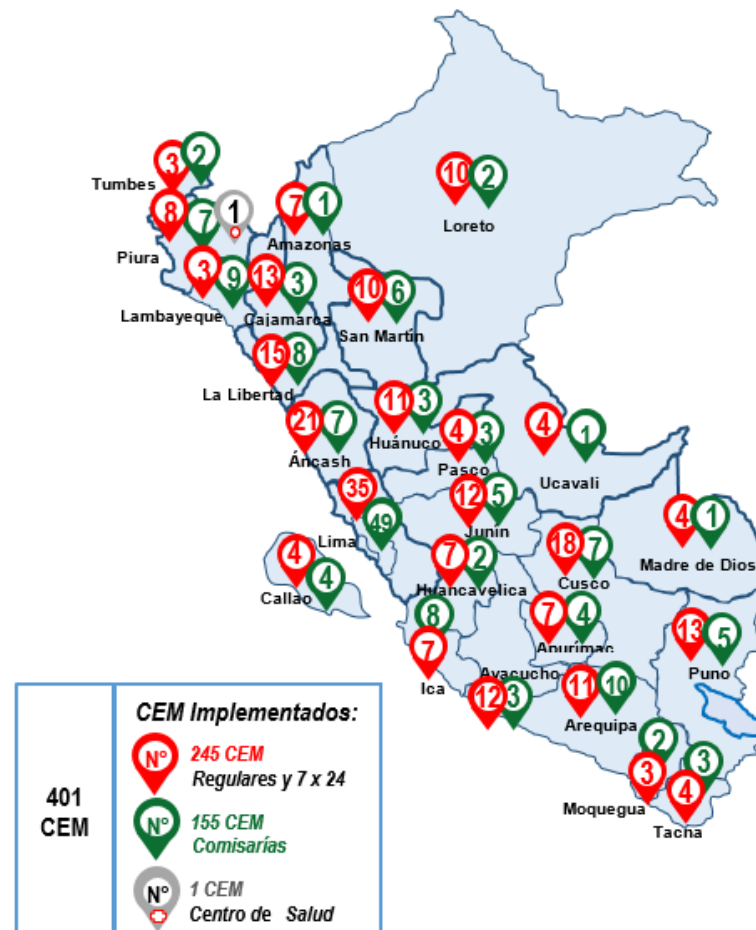 3 2
Tumbes
8 7 1
Piura
7 1
Amazonas
10 2
Loreto
3 9
Lambayeque
13 3
Cajamarca
10 6
San Martín
15 8
La Libertad
21 7
Áncash
11 3
Huánuco
4 3
Pasco
4 1
Ucavali
35 49
Lima
12 5
Junín
4 1
Madre de Dios
4 4
Callao
7 2
Huancavelica
18 7
Cusco
8 7
Ica
7 4
Apurímac
13 5
Puno
Ayacucho
12 3
11 10
Arequipa
2 3
Moquegua
3 4
Tacna
401
CEM
CEM Implementados:
N° 245 CEM
Regulares y 7 x 24
N° 155 CEM
Comisarías
N° 1 CEM
Centro de Salud